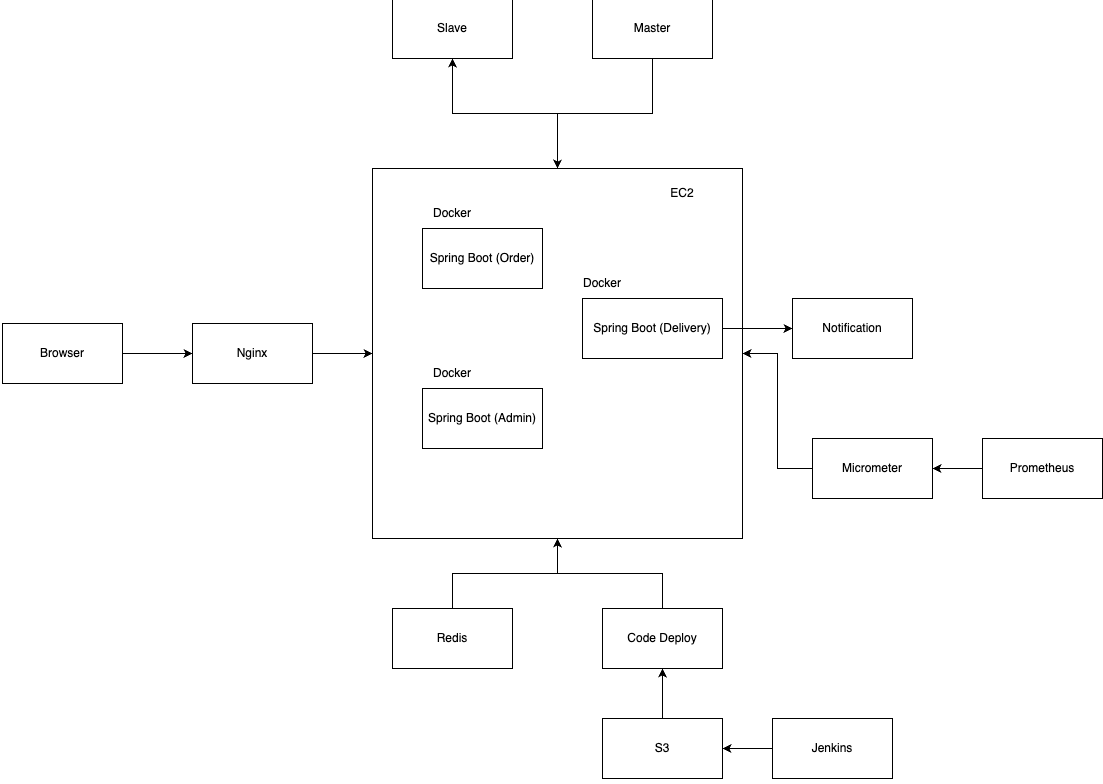 Slave
Master
EC2
Docker
Spring Boot (Order)
Docker
Spring Boot (Delivery)
Notification
Browser
Nginx
Docker
Spring Boot (Admin)
Micrometer
Prometheus
Redis
Code Deploy
S3
Jenkins